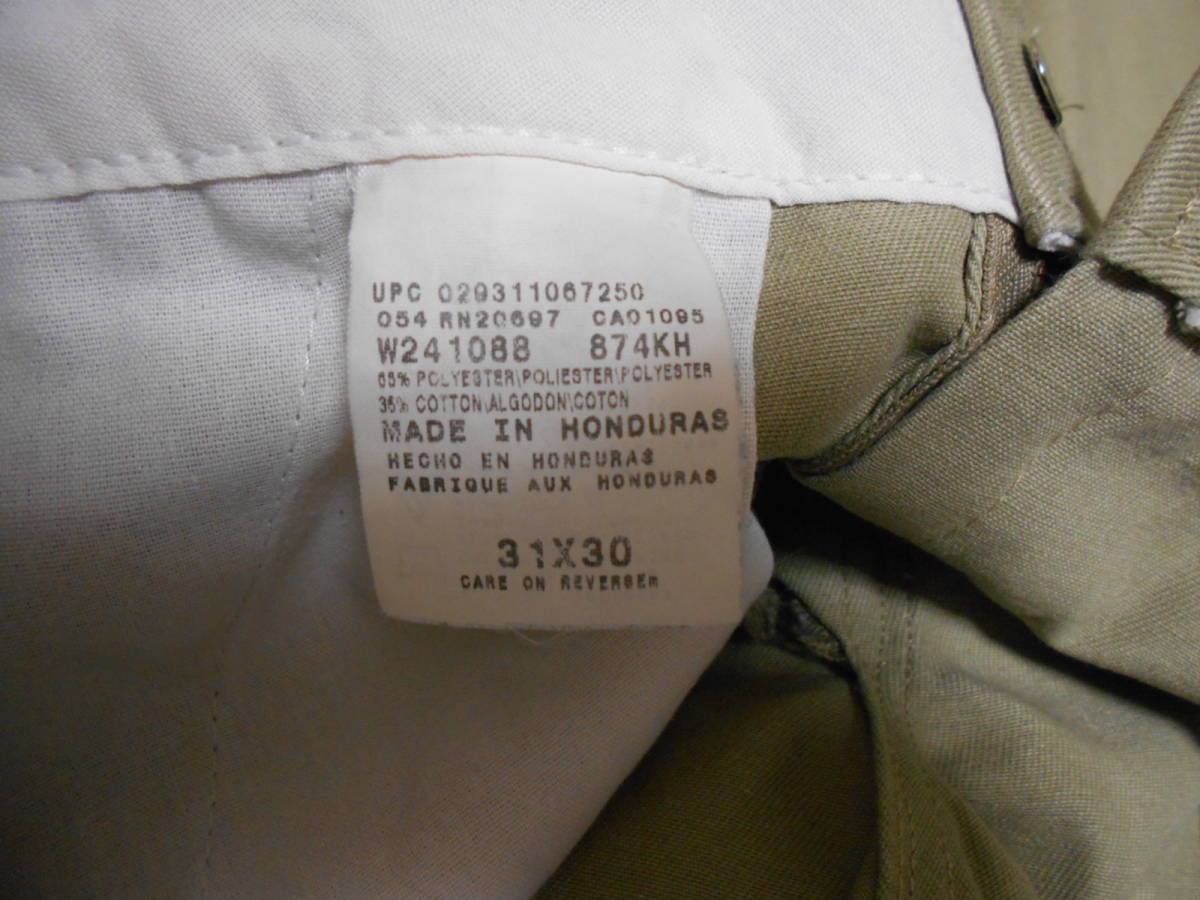 UPC 029311067250
054 RN20697 CA01095
W241088 874KH
65% POLYESTER\POLIESTER\POLYESTER
35% COTTON\ALGODON\COTON
MADE IN HONDURAS
HECHO EN HONDURAS
FABRIQUE AUX HONDURAS
31X30
CARE ON REVERSE